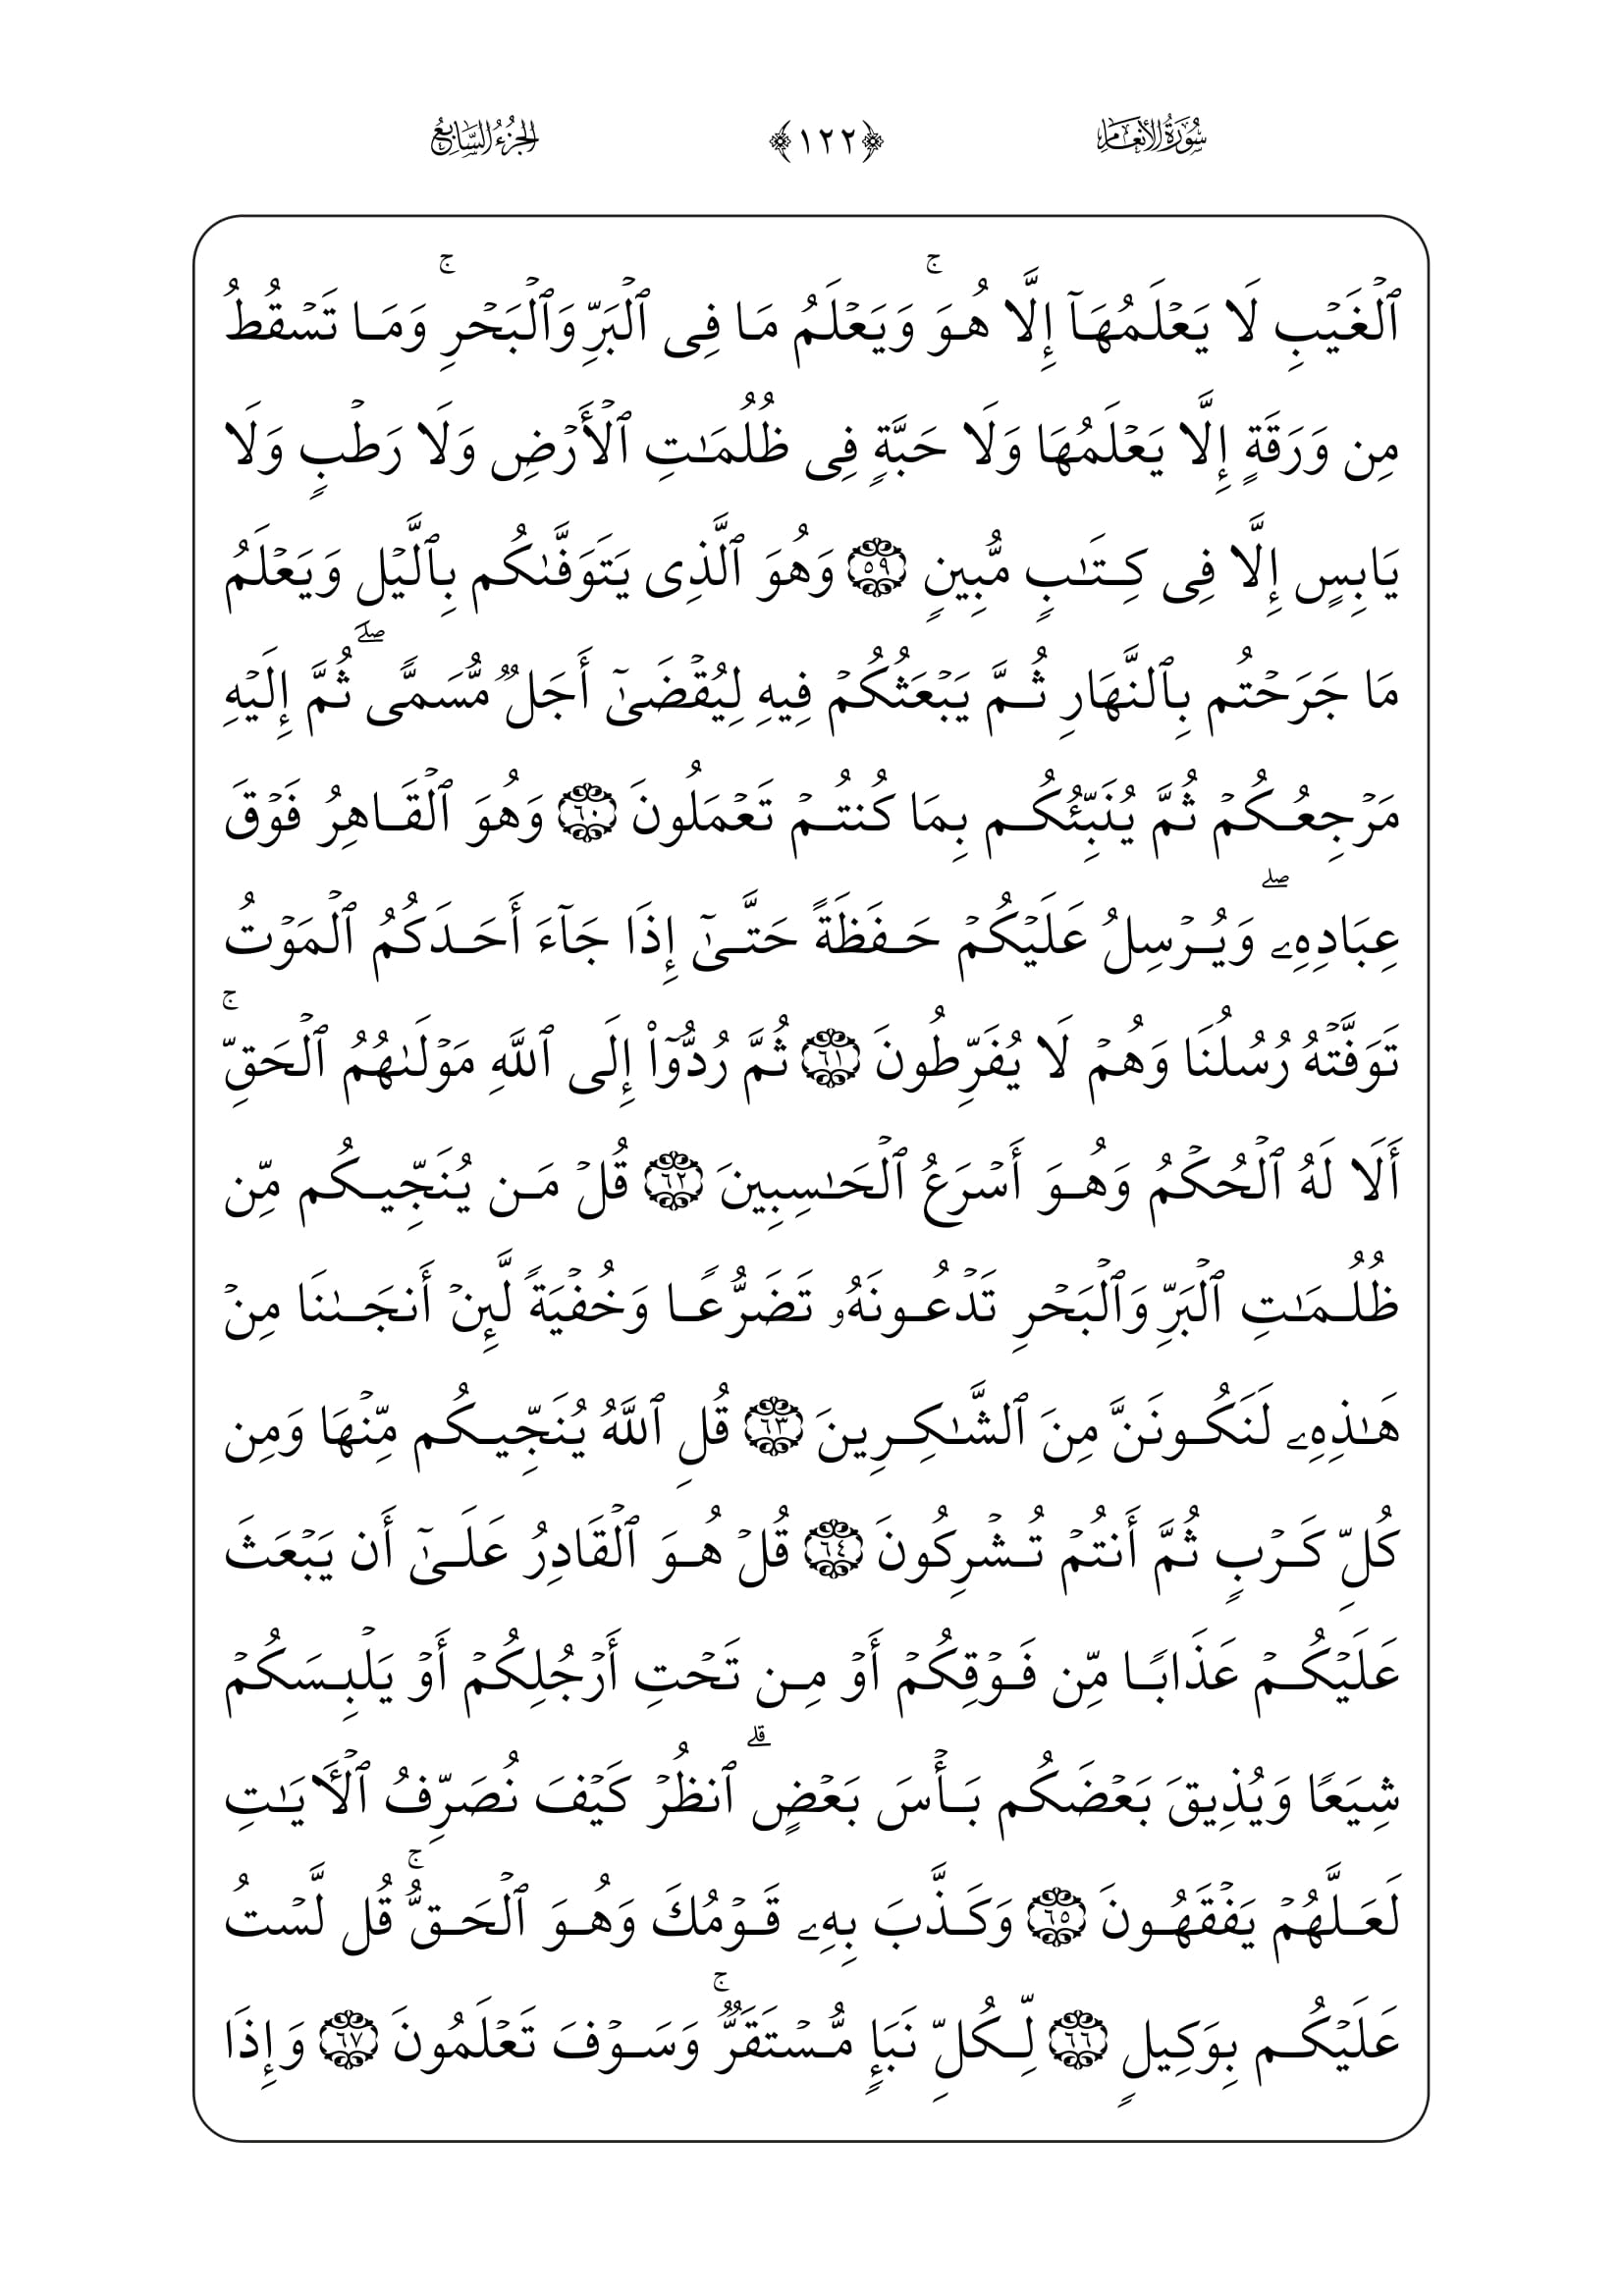 سُورَةُ الأَنْعَامِ ﴿١٢٢﴾ الجُزْءُ السَّابِعُ
ٱلۡغَيۡبِ لَا يَعۡلَمُهَآ إِلَّا هُوَۚ وَيَعۡلَمُ مَا فِى ٱلۡبَرِّ وَٱلۡبَحۡرِۚ وَمَا تَسۡقُطُ
مِن وَرَقَةٍ إِلَّا يَعۡلَمُهَا وَلَا حَبَّةٍ فِى ظُلُمَٰتِ ٱلۡأَرۡضِ وَلَا رَطۡبٍ وَلَا
يَابِسٍ إِلَّا فِى كِتَٰبٍ مُّبِينٍ ٥٩ وَهُوَ ٱلَّذِى يَتَوَفَّىٰكُم بِٱلَّيۡلِ وَيَعۡلَمُ
مَا جَرَحۡتُم بِٱلنَّهَارِ ثُمَّ يَبۡعَثُكُمۡ فِيهِ لِيُقۡضَىٰٓ أَجَلٌ مُّسَمًّىۖ ثُمَّ إِلَيۡهِ
مَرۡجِعُكُمۡ ثُمَّ يُنَبِّئُكُم بِمَا كُنتُمۡ تَعۡمَلُونَ ٦٠ وَهُوَ ٱلۡقَاهِرُ فَوۡقَ
عِبَادِهِۦۖ وَيُرۡسِلُ عَلَيۡكُمۡ حَفَظَةً حَتَّىٰٓ إِذَا جَآءَ أَحَدَكُمُ ٱلۡمَوۡتُ
تَوَفَّتۡهُ رُسُلُنَا وَهُمۡ لَا يُفَرِّطُونَ ٦١ ثُمَّ رُدُّوٓاْ إِلَى ٱللَّهِ مَوۡلَىٰهُمُ ٱلۡحَقِّۚ
أَلَا لَهُ ٱلۡحُكۡمُ وَهُوَ أَسۡرَعُ ٱلۡحَٰسِبِينَ ٦٢ قُلۡ مَن يُنَجِّيكُم مِّن
ظُلُمَٰتِ ٱلۡبَرِّ وَٱلۡبَحۡرِ تَدۡعُونَهُۥ تَضَرُّعًا وَخُفۡيَةً لَّئِنۡ أَنجَىٰنَا مِنۡ
هَٰذِهِۦ لَنَكُونَنَّ مِنَ ٱلشَّٰكِرِينَ ٦٣ قُلِ ٱللَّهُ يُنَجِّيكُم مِّنۡهَا وَمِن
كُلِّ كَرۡبٍ ثُمَّ أَنتُمۡ تُشۡرِكُونَ ٦٤ قُلۡ هُوَ ٱلۡقَادِرُ عَلَىٰٓ أَن يَبۡعَثَ
عَلَيۡكُمۡ عَذَابًا مِّن فَوۡقِكُمۡ أَوۡ مِن تَحۡتِ أَرۡجُلِكُمۡ أَوۡ يَلۡبِسَكُمۡ
شِيَعًا وَيُذِيقَ بَعۡضَكُم بَأۡسَ بَعۡضٍۗ ٱنظُرۡ كَيۡفَ نُصَرِّفُ ٱلۡأٓيَٰتِ
لَعَلَّهُمۡ يَفۡقَهُونَ ٦٥ وَكَذَّبَ بِهِۦ قَوۡمُكَ وَهُوَ ٱلۡحَقُّۚ قُل لَّسۡتُ
عَلَيۡكُم بِوَكِيلٍ ٦٦ لِّكُلِّ نَبَإٍ مُّسۡتَقَرٌّۚ وَسَوۡفَ تَعۡلَمُونَ ٦٧ وَإِذَا